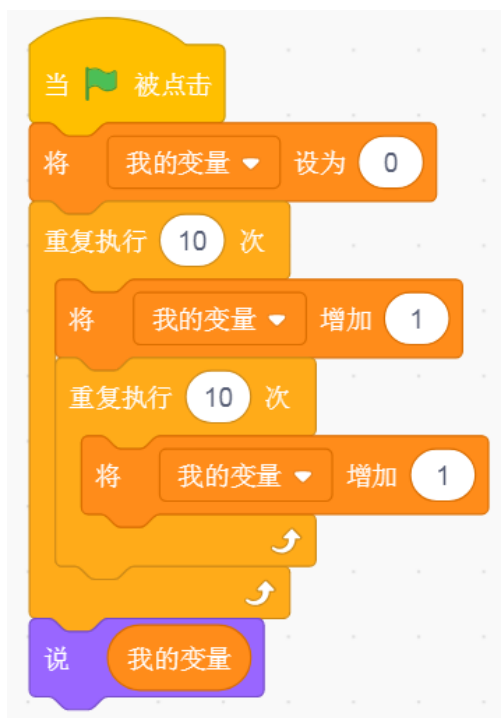 当 被点击
将 我的变量 设为 0
重复执行 10 次
将 我的变量 增加 1
重复执行 10 次
将 我的变量 增加 1
说 我的变量